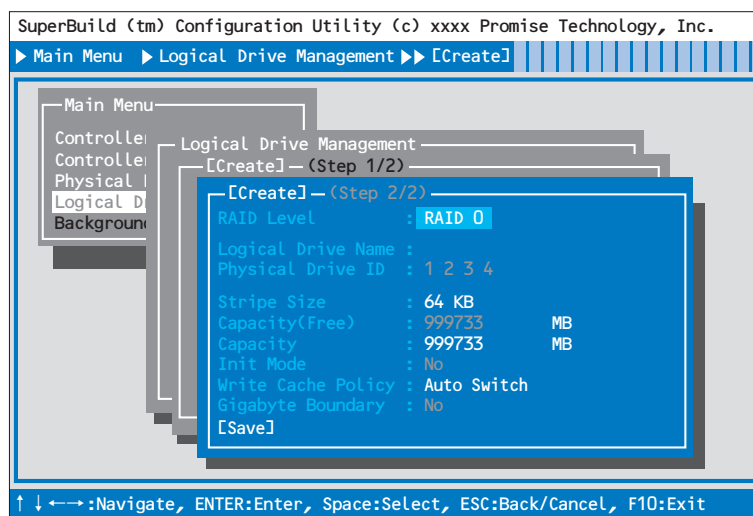 SuperBuild (tm) Configuration Utility (c) xxxx Promise Technology, Inc.
Main Menu Logical Drive Management [Create]
Main Menu
Controller
Controller
Physical
Logical D
Background
Logical Drive Management
[Create] (Step 1/2)
[Create] (Step 2/2)
RAID Level : RAID 0
Logical Drive Name :
Physical Drive ID : 1 2 3 4
Stripe Size : 64 KB
Capacity(Free) : 999733 MB
Capacity : 999733 MB
Init Mode : No
Write Cache Policy : Auto Switch
Gigabyte Boundary : No
[Save]
↑↓←→:Navigate, ENTER:Enter, Space:Select, ESC:Back/Cancel, F10:Exit